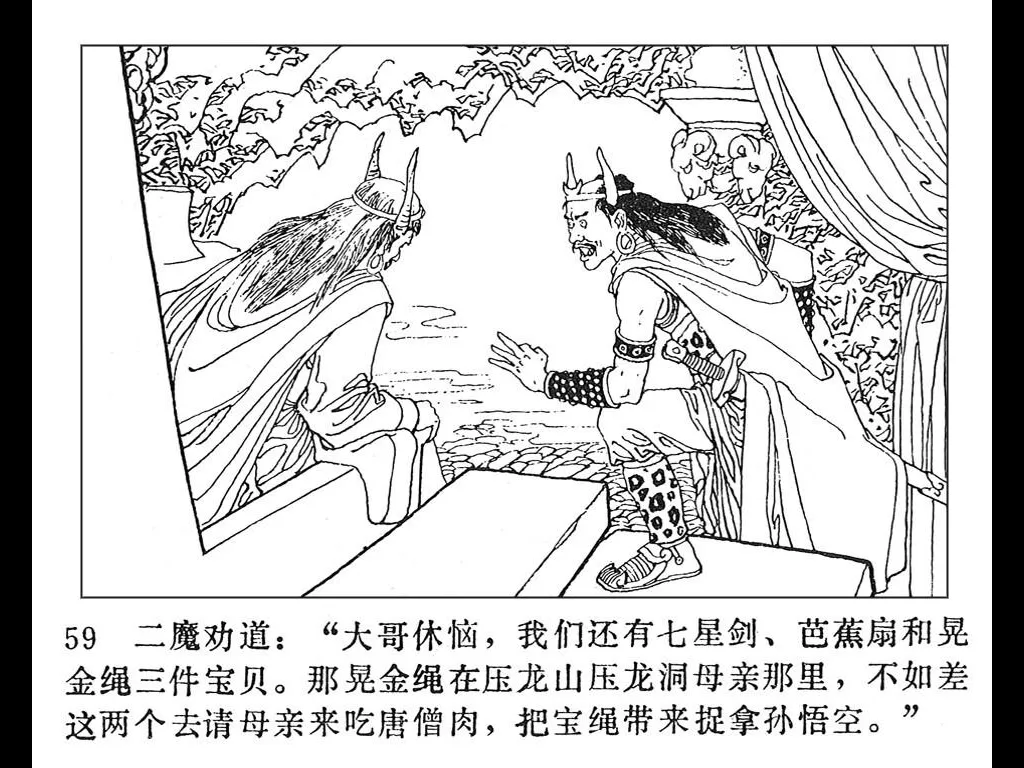 59 二魔劝道：“大哥休恼，我们还有七星剑、芭蕉扇和晃
金绳三件宝贝。那晃金绳在压龙山压龙洞母亲那里，不如差
这两个去请母亲来吃唐僧肉，把宝绳带来捉拿孙悟空。”